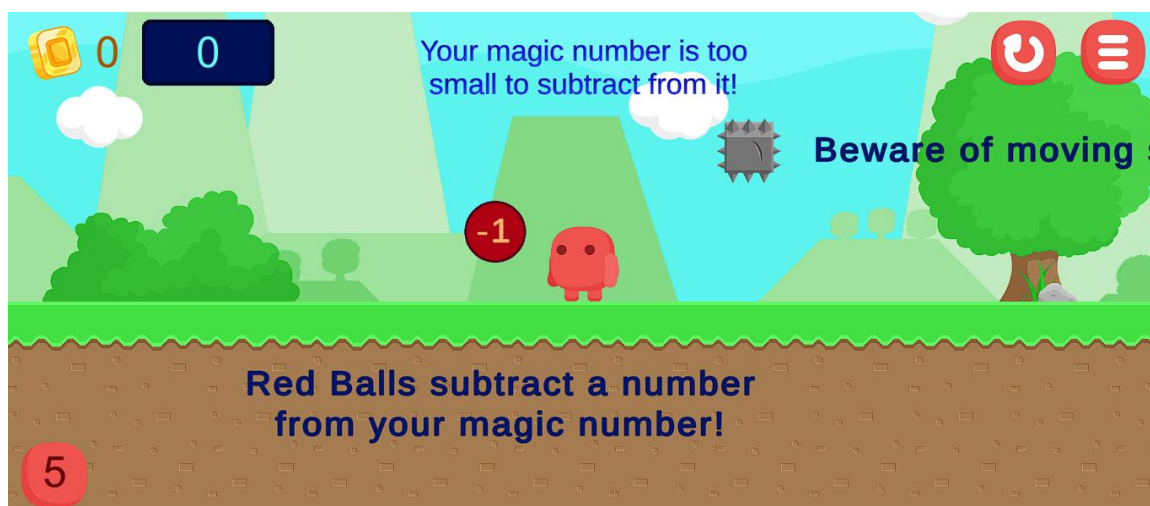 0
0
Your magic number is too
small to subtract from it!
Beware of moving
-1
Red Balls subtract a number
from your magic number!
5